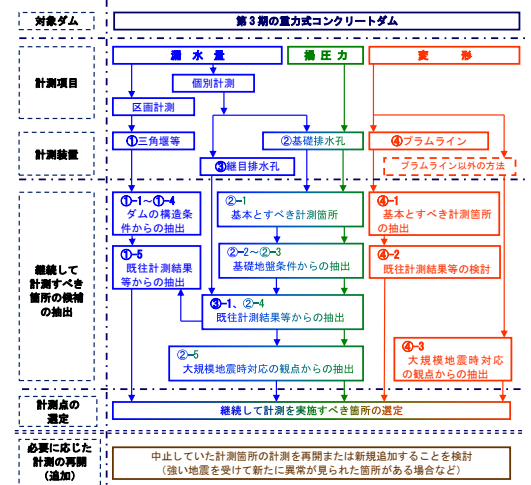 対象ダム
第3期の重力式コンクリートダム
計測項目
漏水量
揚圧力
変形
個別計測
区画計測
計測装置
①三角堰等
②基礎排水孔
④プラムライン
③継目排水孔
プラムライン以外の方法
継続して
計測すべき
箇所の候補
の抽出
①-1~①-4
ダムの構造条
件からの抽出
②-1
基本とすべき計測箇所
④-1
基本とすべき計測箇所
の抽出
①-5
既往計測結果
等からの抽出
②-2~②-3
基礎地盤条件からの抽出
④-2
既往計測結果等の検討
③-1、②-4
既往計測結果等からの抽出
④-3
大規模地震時対応
の観点からの抽出
②-5
大規模地震時対応の観点からの抽出
計測点の
選定
継続して計測を実施すべき箇所の選定
必要に応じた
計測の再開
(追加)
中止していた計測箇所の計測を再開または新規追加することを検討
(強い地震を受けて新たに異常が見られた箇所がある場合など)